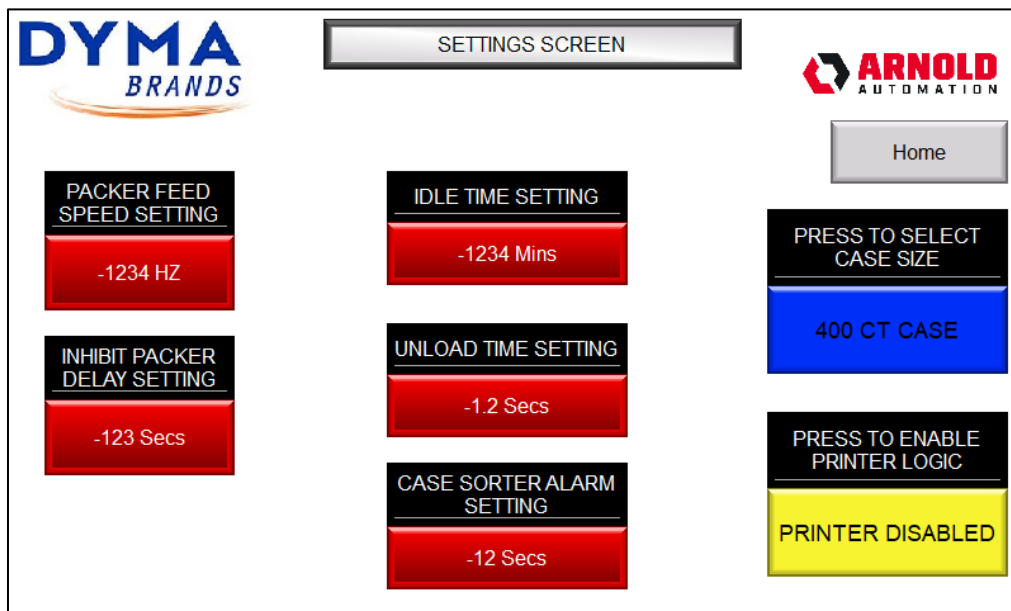 DYMA
BRANDS
SETTINGS SCREEN
ARNOLD
AUTOMATION
Home
PACKER FEED
SPEED SETTING
-1234 HZ
INHIBIT PACKER
DELAY SETTING
-123 Secs
IDLE TIME SETTING
-1234 Mins
UNLOAD TIME SETTING
-1.2 Secs
CASE SORTER ALARM
SETTING
-12 Secs
PRESS TO SELECT
CASE SIZE
400 CT CASE
PRESS TO ENABLE
PRINTER LOGIC
PRINTER DISABLED